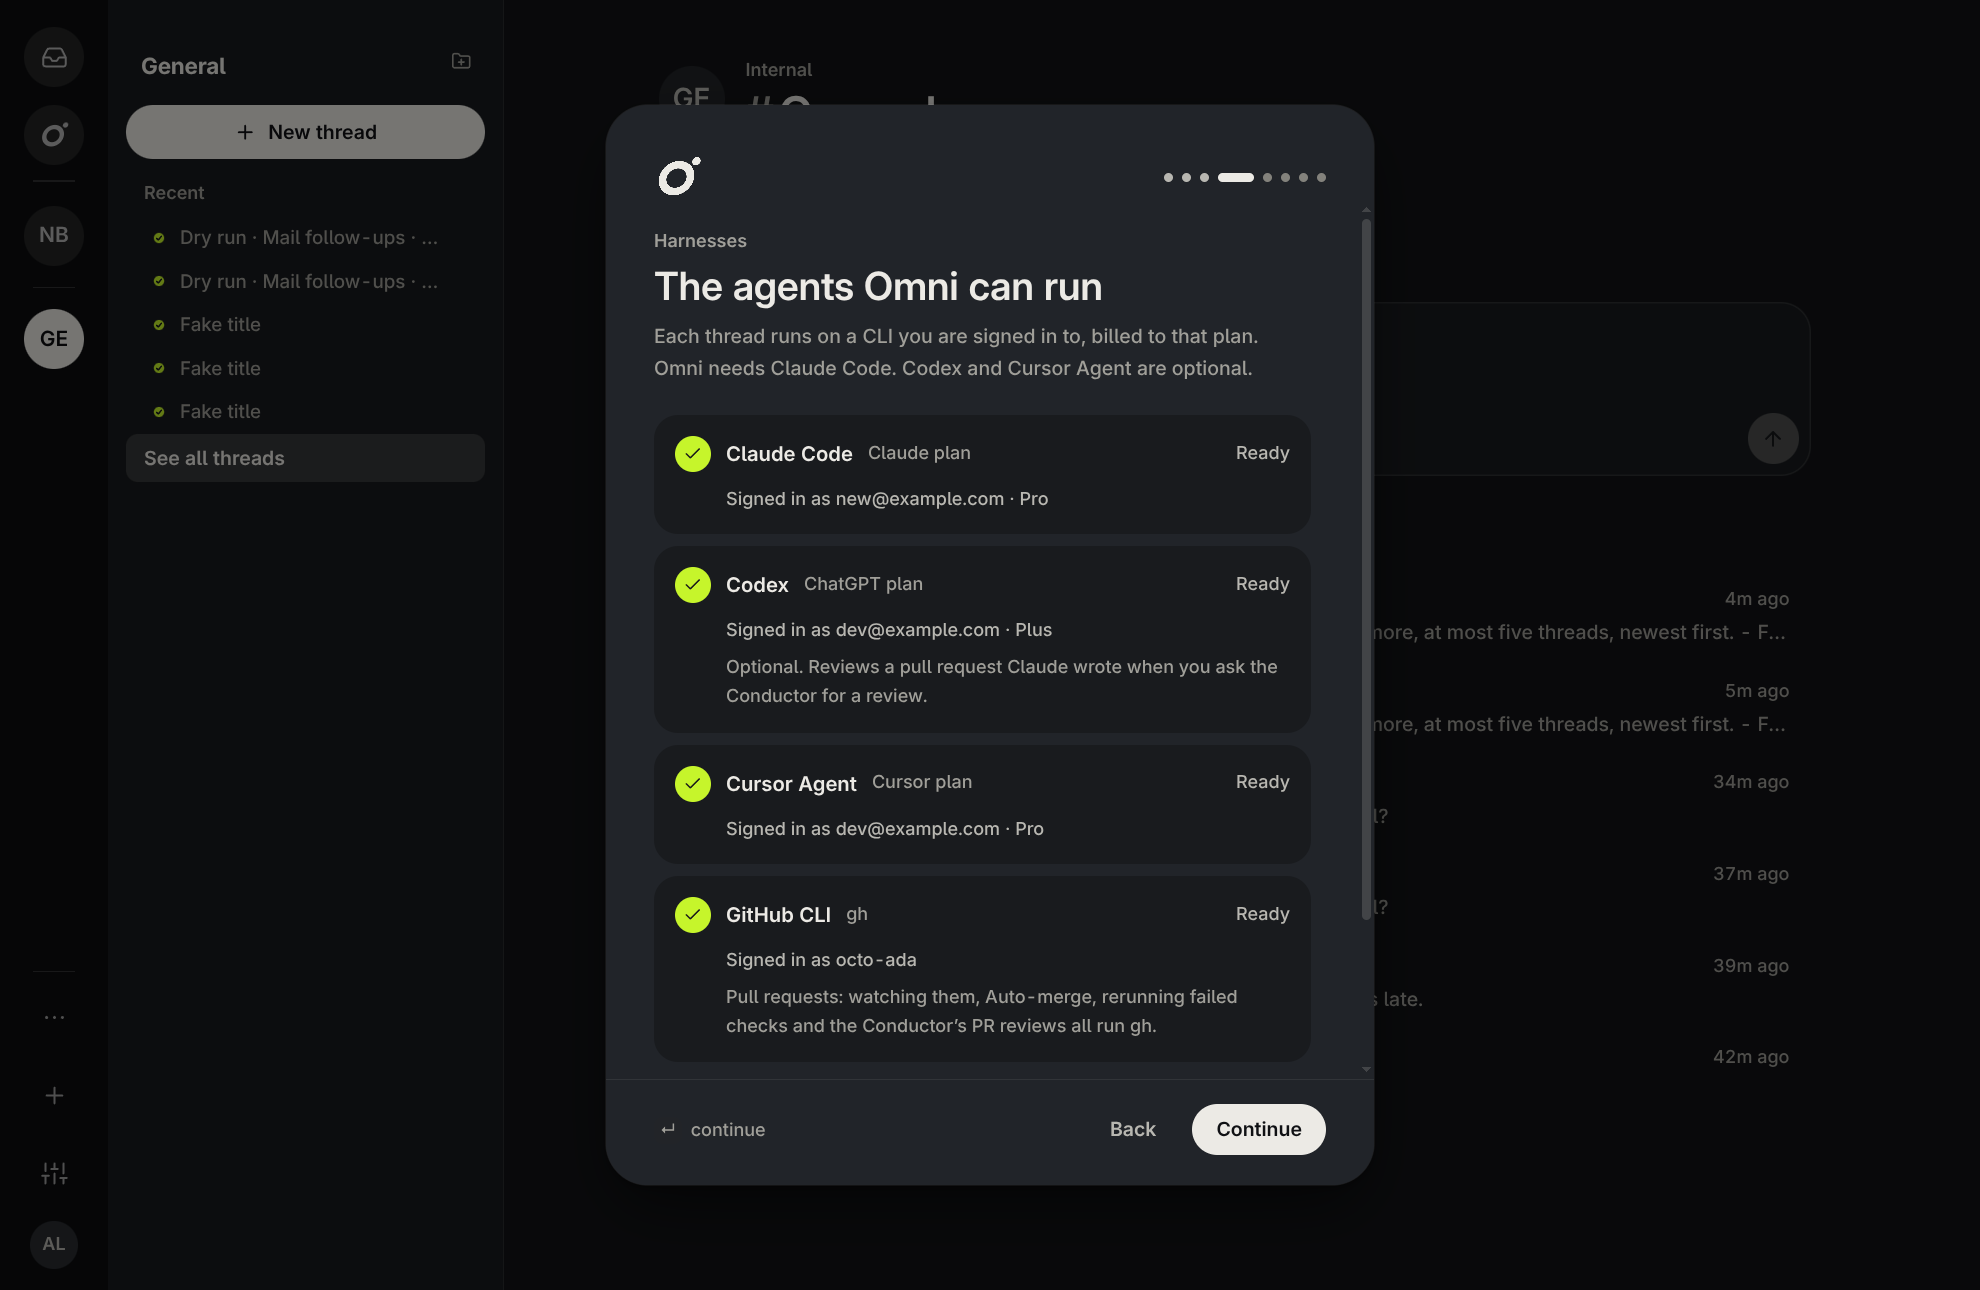 General
New thread
Recent
Dry run · Mail follow-ups · ...
Dry run · Mail follow-ups · ...
Fake title
Fake title
Fake title
See all threads
NB
GE
AL
GE
Internal
Harnesses
The agents Omni can run
Each thread runs on a CLI you are signed in to, billed to that plan.
Omni needs Claude Code. Codex and Cursor Agent are optional.
Claude Code Claude plan Ready
Signed in as new@example.com · Pro
Codex ChatGPT plan Ready
Signed in as dev@example.com · Plus
Optional. Reviews a pull request Claude wrote when you ask the
Conductor for a review.
Cursor Agent Cursor plan Ready
Signed in as dev@example.com · Pro
GitHub CLI gh Ready
Signed in as octo-ada
Pull requests: watching them, Auto-merge, rerunning failed
checks and the Conductor’s PR reviews all run gh.
continue Back Continue
4m ago
more, at most five threads, newest first. - F...
5m ago
more, at most five threads, newest first. - F...
34m ago
37m ago
39m ago
late.
42m ago